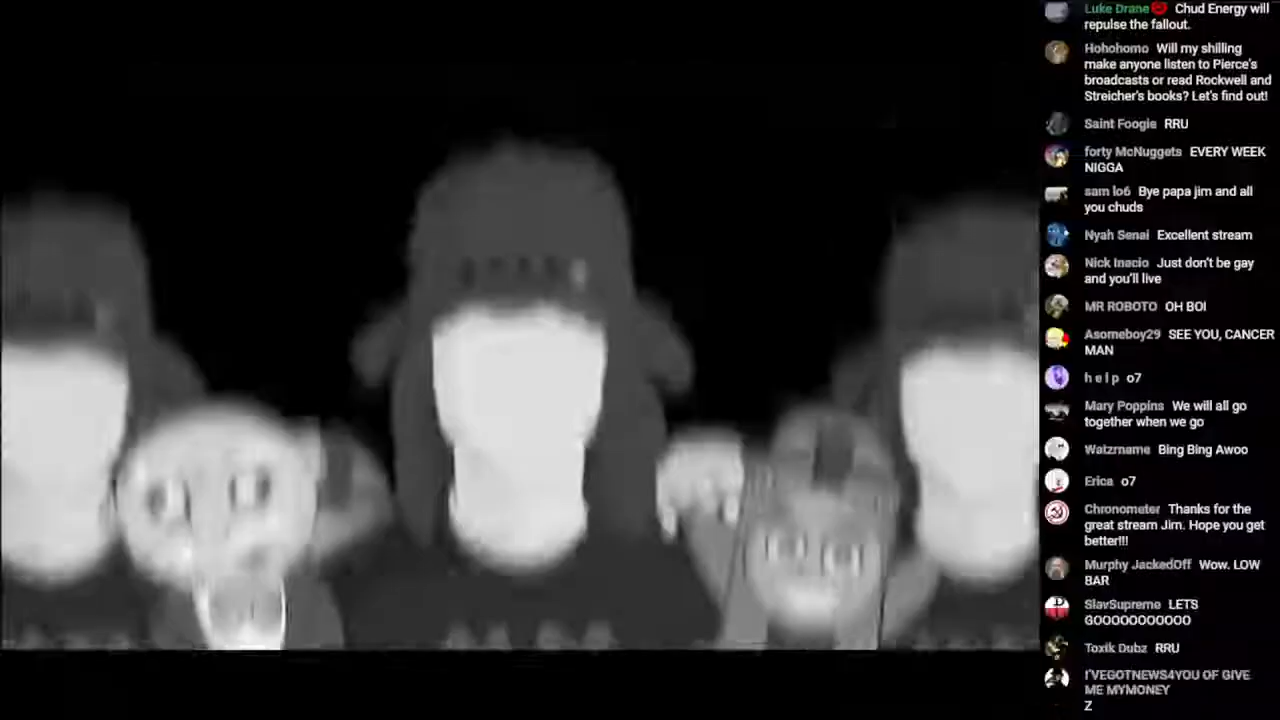 Luke Drane Chud Energy will
repulse the fallout.
Hohohomo Will my shilling
make anyone listen to Pierce's
broadcasts or read Rockwell and
Streicher's books? Let's find out!
Saint Foogie RRU
forty McNuggets EVERY WEEK
NIGGA
sam lo6 Bye papa jim and all
you chuds
Nyah Senai Excellent stream
Nick Inacio Just don't be gay
and you'll live
MR ROBOTO OH BOI
Asomeboy29 SEE YOU, CANCER
MAN
h e l p o7
Mary Poppins We will all go
together when we go
Watzrname Bing Bing Awoo
Erica o7
Chronometer Thanks for the
great stream Jim. Hope you get
better!!!
Murphy JackedOff Wow. LOW
BAR
SlavSupreme LETS
GOOOOOOOOOOO
Toxik Dubz RRU
I'VEGOTNEWS4YOU OF GIVE
ME MYMONEY
Z